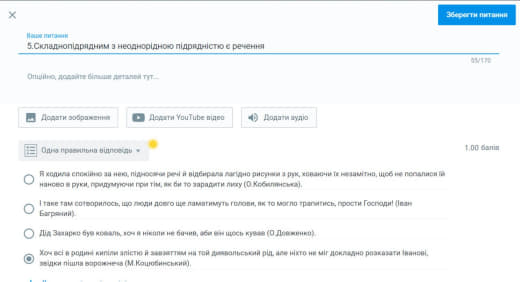 Зберегти питання
Ваше питання
5.Складнопідрядним з неоднорідною підрядністю є речення
55/170
Опційно, додайте більше деталей тут...
Додати зображення
Додати YouTube відео
Додати аудіо
Одна правильна відповідь
1.00 балів
Я ходила спокійно за нею, підносячи речі й відбирала лагідно рисунки з рук, ховаючи їх незамітно, щоб не попалися їй
наново в руки, придумуючи при тім, як би то зарадити лиху (О.Кобилянська).
І таке там сотворилось, що люди довго ще ламатимуть голови, як то могло трапитись, прости Господи! (Іван
Багряний).
Дід Захарко був коваль, хоч я ніколи не бачив, аби він щось кував (О.Довженко).
Хоч всі в родині кипіли злістю й завзяттям на той диявольський рід, але ніхто не міг докладно розказати Іванові,
звідки пішла ворожнеча (М.Коцюбинський).